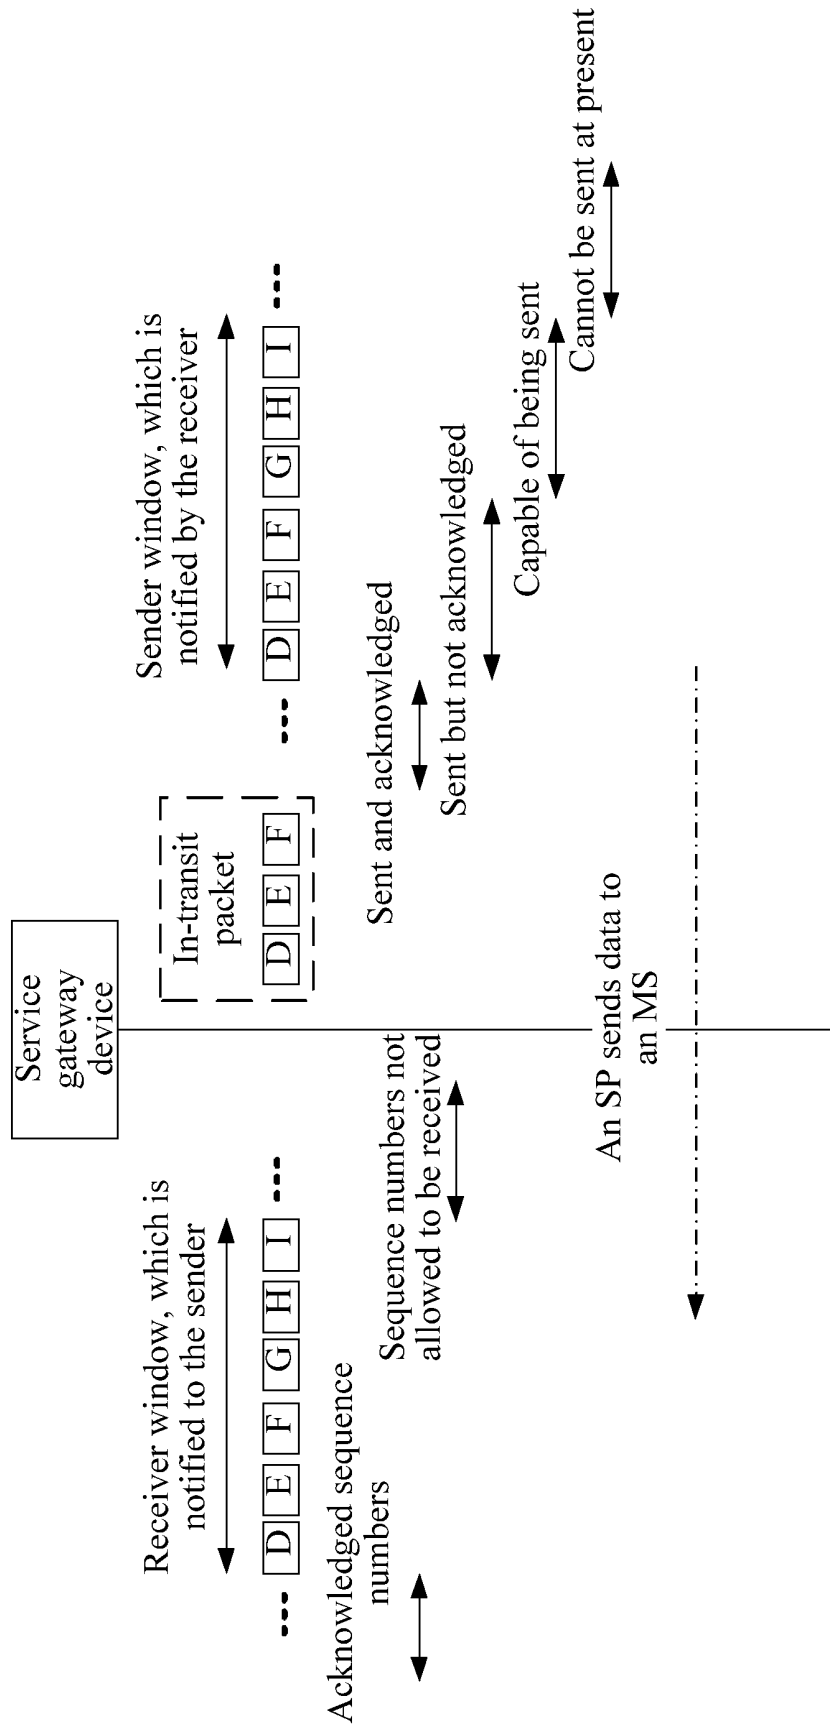 Service
gateway
device
Receiver window, which is
notified to the sender
In-transit
packet
Sender window, which is
notified by the receiver
D E F G H I
D E F
D E F G H I
Acknowledged sequence
numbers
Sequence numbers not
allowed to be received
Sent and acknowledged
Sent but not acknowledged
Capable of being sent
Cannot be sent at present
An SP sends data to
an MS